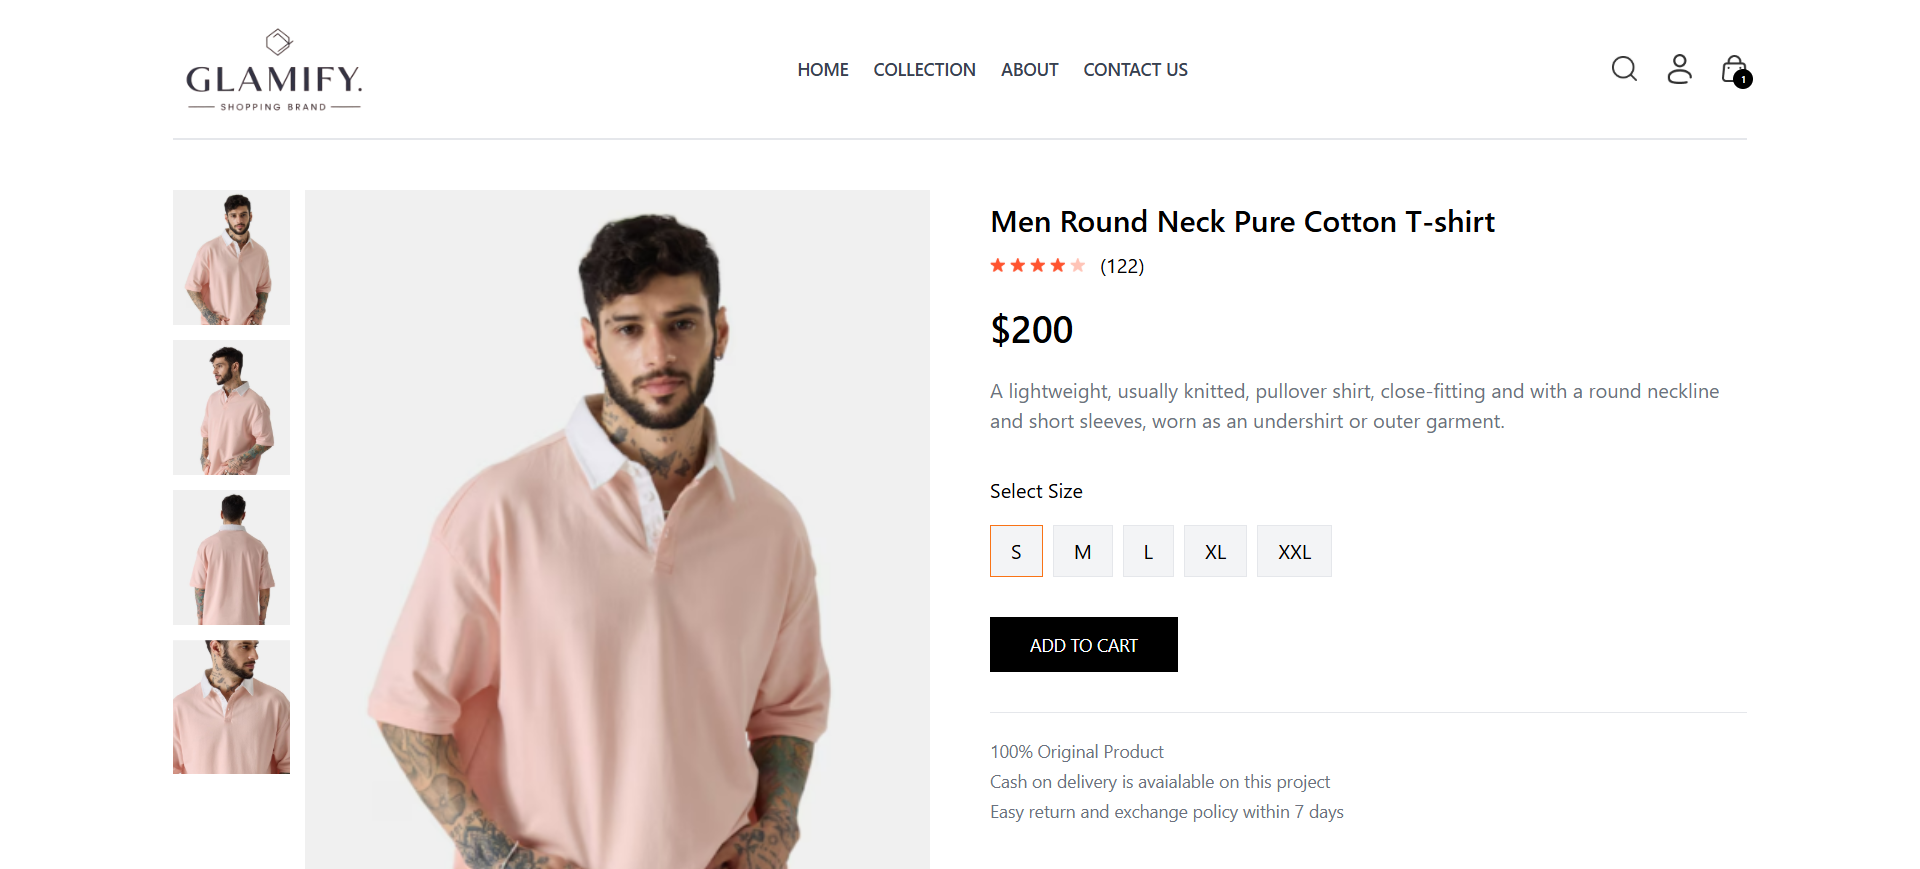 GLAMIFY.
SHOPPING BRAND
HOME COLLECTION ABOUT CONTACT US
1
Men Round Neck Pure Cotton T-shirt
(122)
$200
A lightweight, usually knitted, pullover shirt, close-fitting and with a round neckline
and short sleeves, worn as an undershirt or outer garment.
Select Size
S M L XL XXL
ADD TO CART
100% Original Product
Cash on delivery is avaialable on this project
Easy return and exchange policy within 7 days